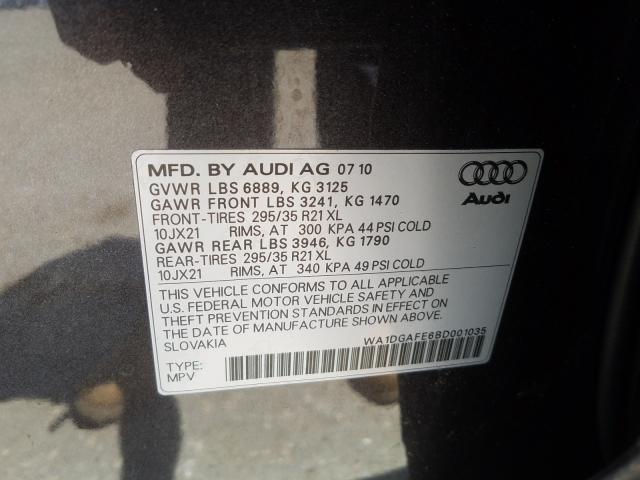 MFD. BY AUDI AG 07 10
GVWR LBS 6889, KG 3125
GAWR FRONT LBS 3241, KG 1470
FRONT-TIRES 295/35 R21 XL
10JX21 RIMS, AT 300 KPA 44 PSI COLD
GAWR REAR LBS 3946, KG 1790
REAR-TIRES 295/35 R21 XL
10JX21 RIMS, AT 340 KPA 49 PSI COLD
Audi
THIS VEHICLE CONFORMS TO ALL APPLICABLE
U.S. FEDERAL MOTOR VEHICLE SAFETY AND
THEFT PREVENTION STANDARDS IN EFFECT ON
THE DATE OF MANUFACTURE SHOWN ABOVE.
SLOVAKIA
WA1DGAFE6BD001035
TYPE:
MPV